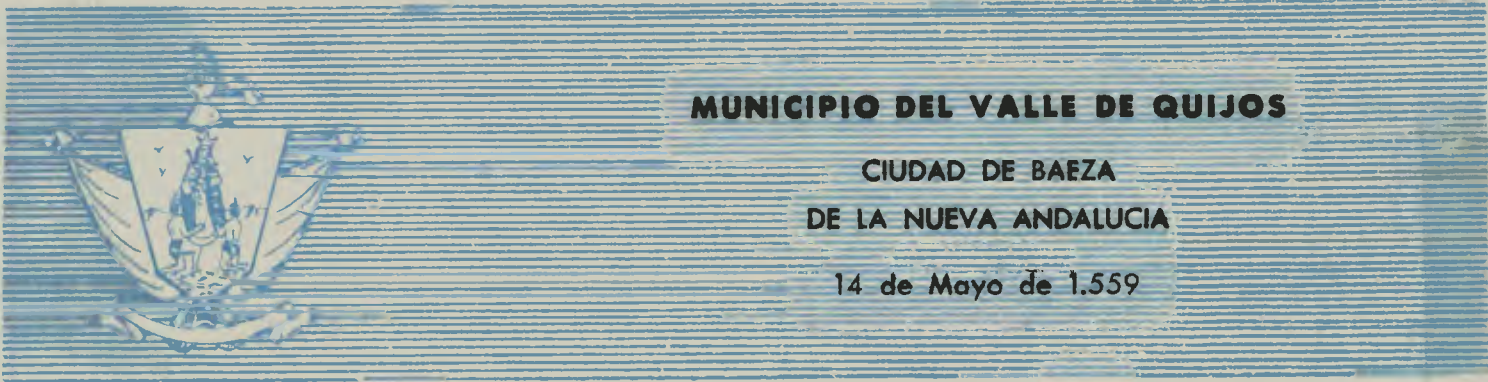 MUNICIPIO DEL VALLE DE QUIJOS
CIUDAD DE BAEZA
DE LA NUEVA ANDALUCIA
14 de Mayo de 1.559